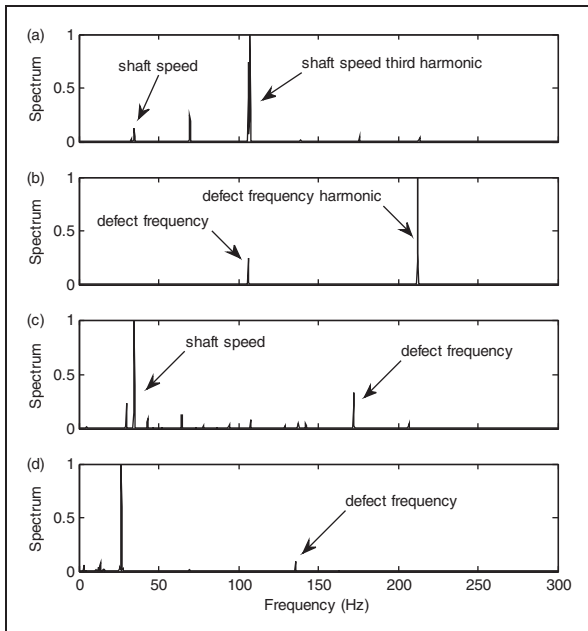 (a)
Spectrum
1
0.5
0
shaft speed
shaft speed third harmonic
(b)
Spectrum
1
0.5
0
defect frequency
defect frequency harmonic
(c)
Spectrum
1
0.5
0
shaft speed
defect frequency
(d)
Spectrum
1
0.5
0
defect frequency
0 50 100 150 200 250 300
Frequency (Hz)